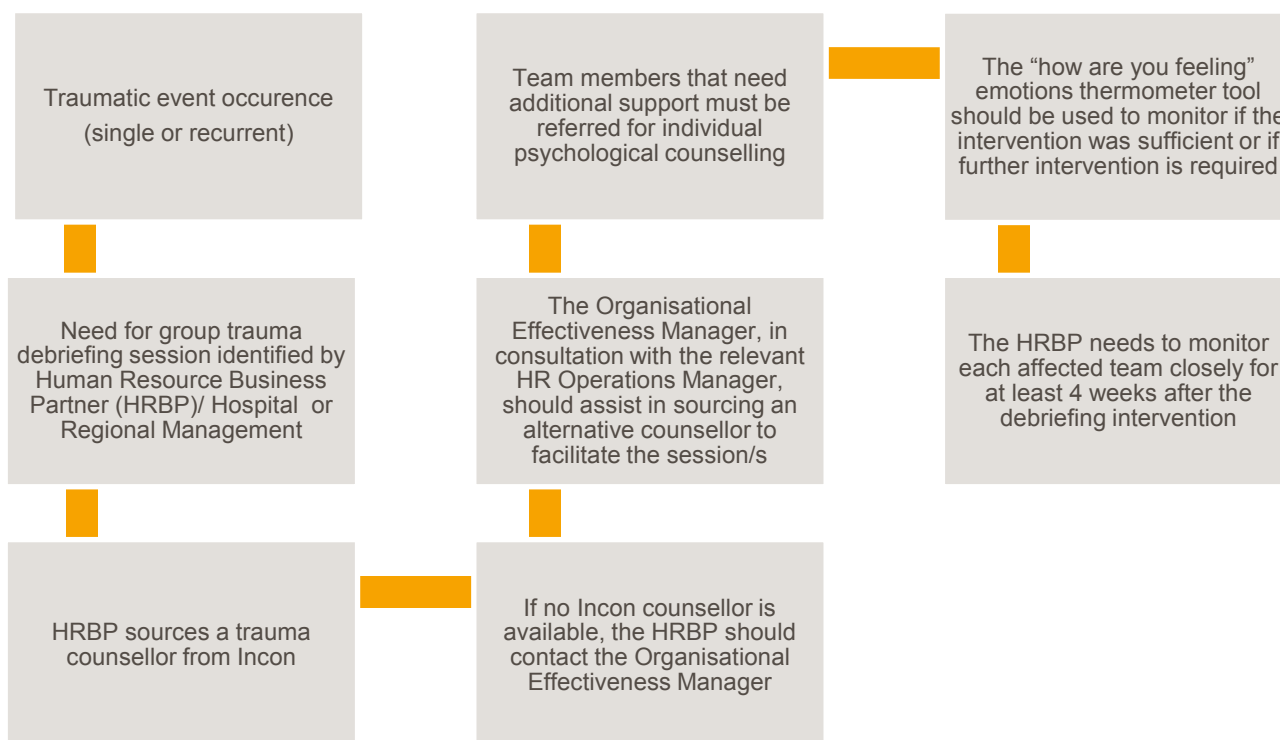 Traumatic event occurence
(single or recurrent)
Need for group trauma
debriefing session identified by
Human Resource Business
Partner (HRBP)/ Hospital  or
Regional Management
HRBP sources a trauma
counsellor from Incon
If no Incon counsellor is
available, the HRBP should
contact the Organisational
Effectiveness Manager
The Organisational
Effectiveness Manager, in
consultation with the relevant
HR Operations Manager,
should assist in sourcing an
alternative counsellor to
facilitate the session/s
Team members that need
additional support must be
referred for individual
psychological counselling
The “how are you feeling”
emotions thermometer tool
should be used to monitor if the
intervention was sufficient or if
further intervention is required
The HRBP needs to monitor
each affected team closely for
at least 4 weeks after the
debriefing intervention